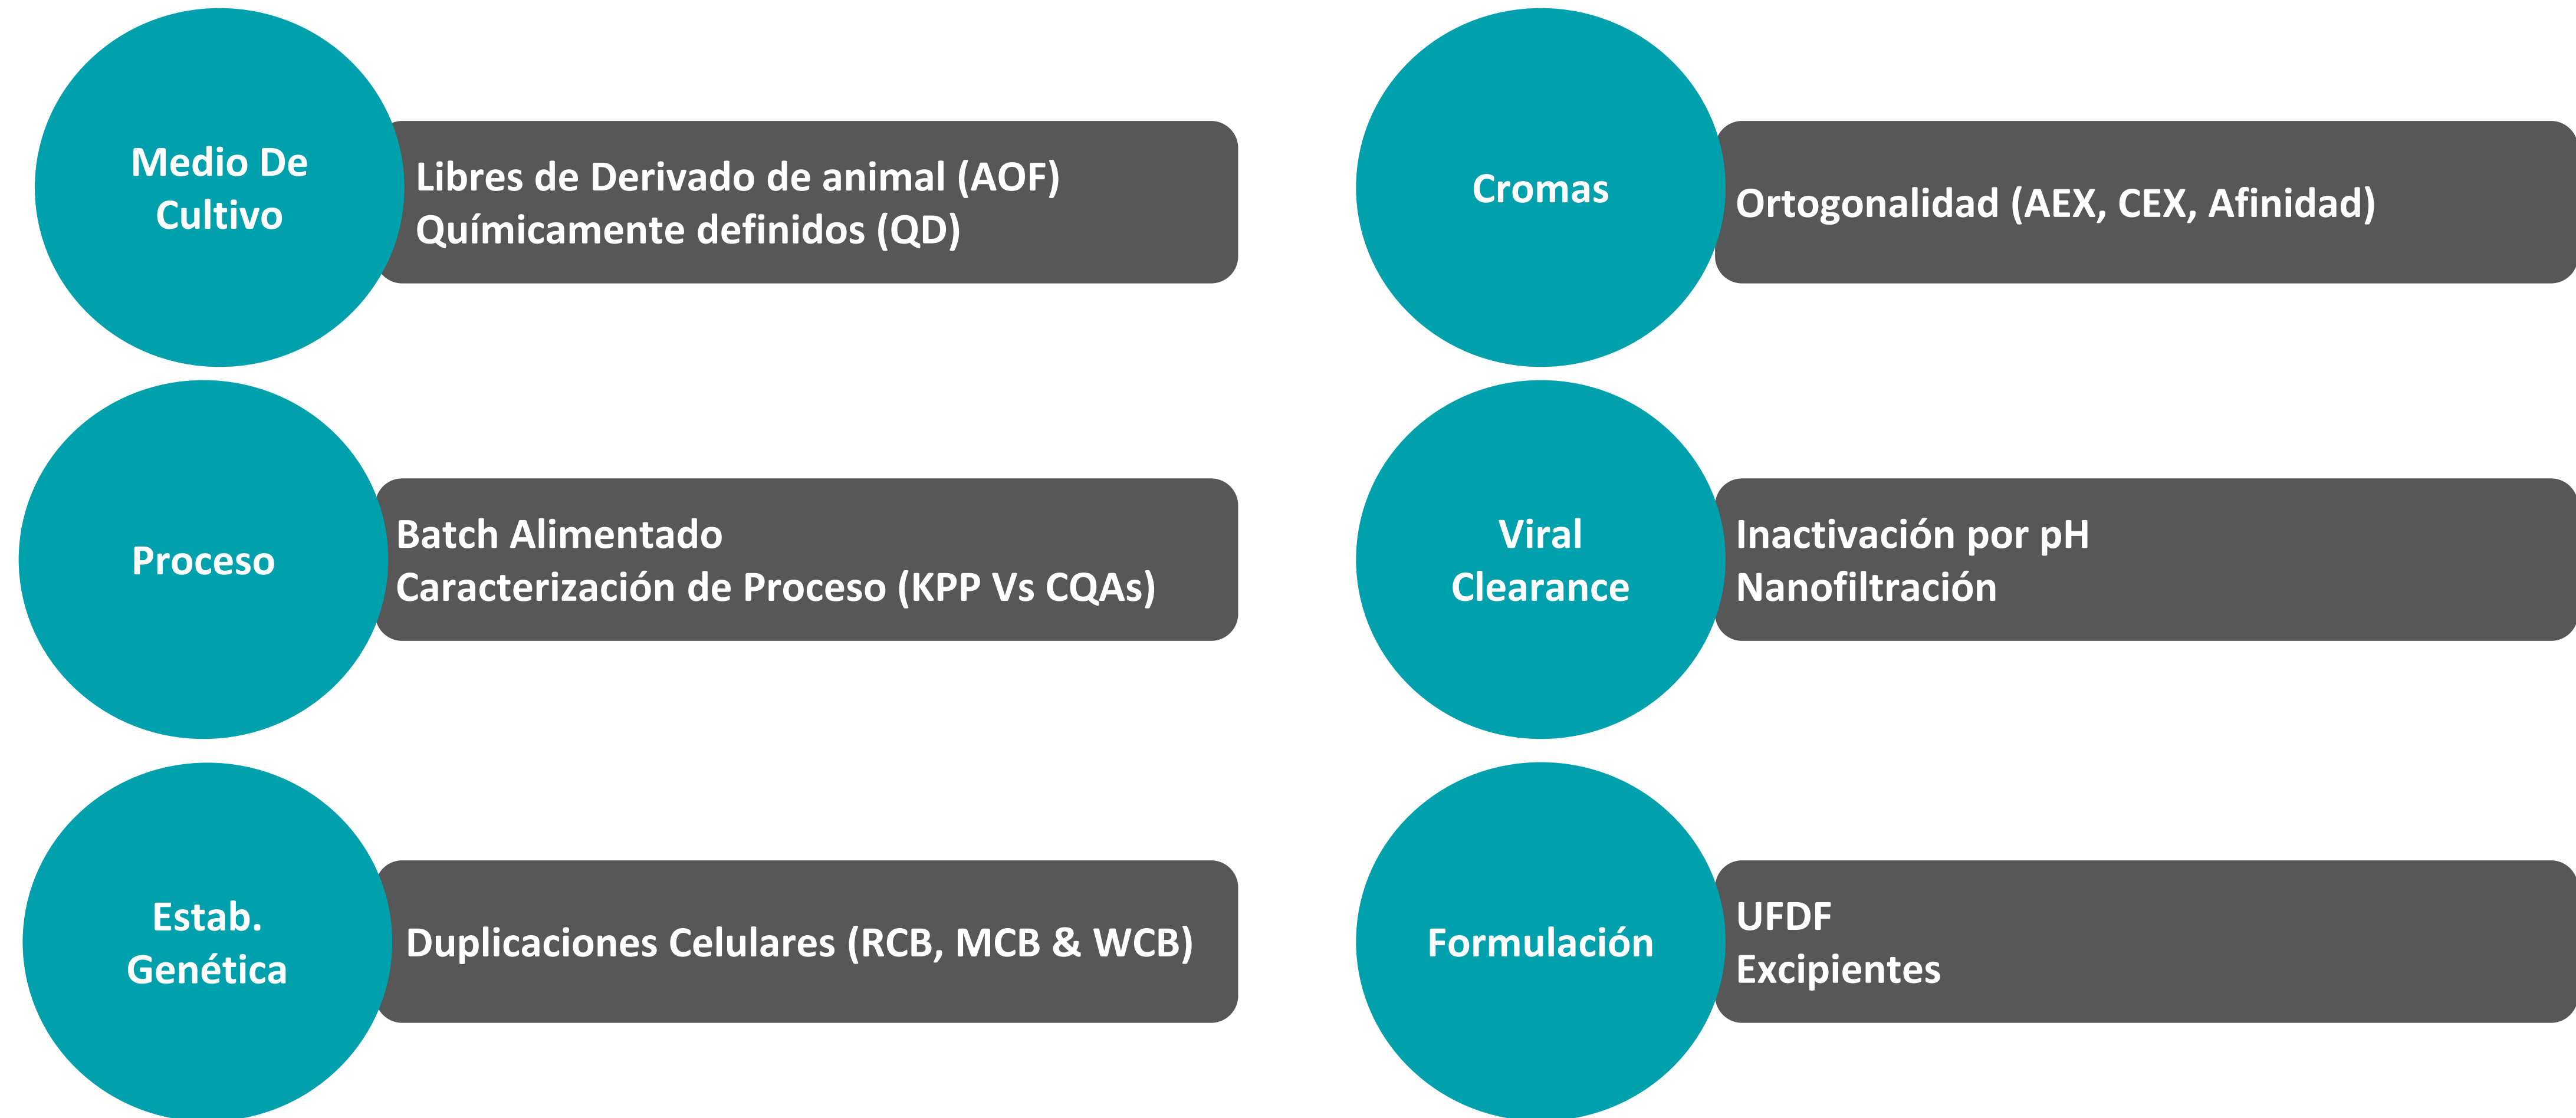 Medio De
Cultivo
Libres de Derivado de animal (AOF)
Químicamente definidos (QD)
Proceso
Batch Alimentado
Caracterización de Proceso (KPP Vs CQAs)
Estab.
Genética
Duplicaciones Celulares (RCB, MCB & WCB)
Cromas
Ortogonalidad (AEX, CEX, Afinidad)
Viral
Clearance
Inactivación por pH
Nanofiltración
Formulación
UFDF
Excipientes